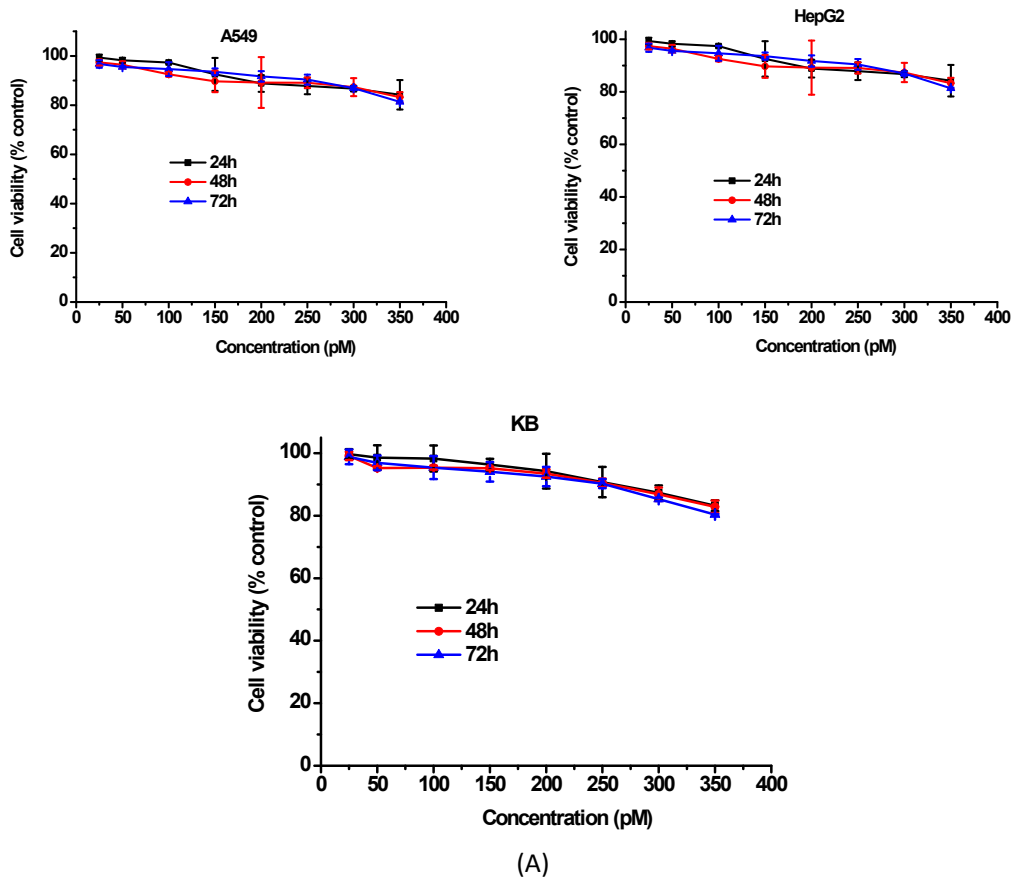 A549
Cell viability (% control)
100
80
60
40
20
0
24h
48h
72h
0 50 100 150 200 250 300 350 400
Concentration (pM)
HepG2
Cell viability (% control)
100
80
60
40
20
0
24h
48h
72h
0 50 100 150 200 250 300 350 400
Concentration (pM)
KB
Cell viability (% control)
100
80
60
40
20
0
24h
48h
72h
0 50 100 150 200 250 300 350 400
Concentration (pM)
(A)